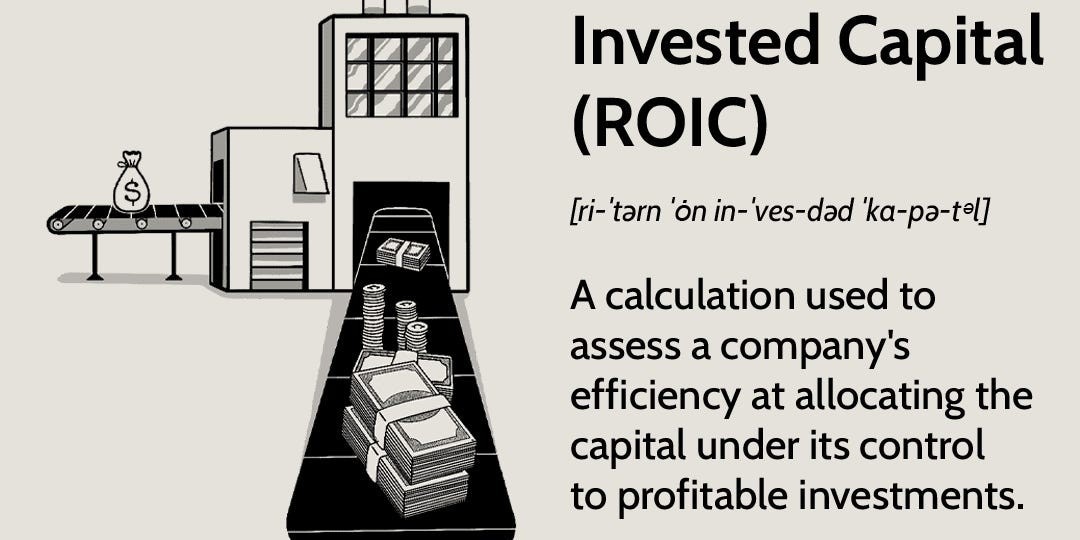 Invested Capital
(ROIC)
[ri-ˈtərn ˈȯn in-ˈves-dəd ˈka-pə-tᵊl]
$
A calculation used to
assess a company's
efficiency at allocating the
capital under its control
to profitable investments.